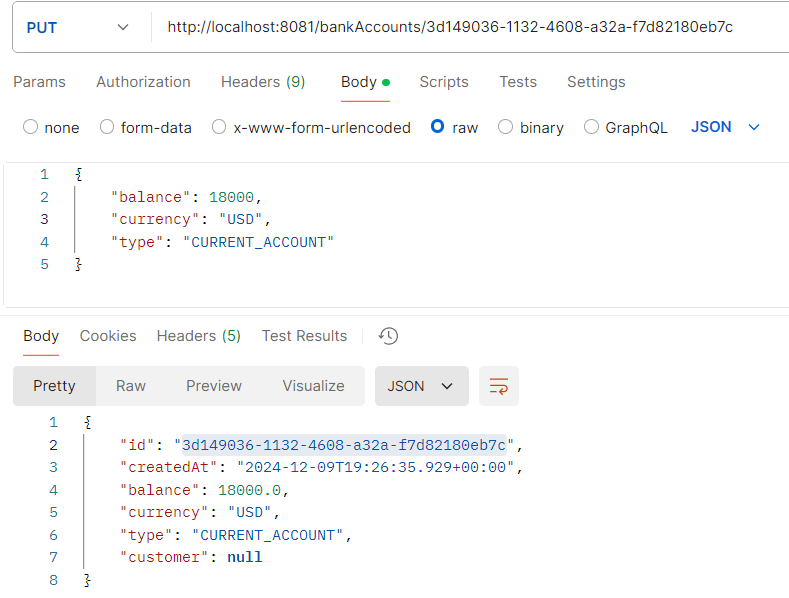 PUT http://localhost:8081/bankAccounts/3d149036-1132-4608-a32a-f7d82180eb7c
Params Authorization Headers (9) Body Scripts Tests Settings
none form-data x-www-form-urlencoded raw binary GraphQL JSON
1 {
2 "balance": 18000,
3 "currency": "USD",
4 "type": "CURRENT_ACCOUNT"
5 }
Body Cookies Headers (5) Test Results
Pretty Raw Preview Visualize JSON
1 {
2 "id": "3d149036-1132-4608-a32a-f7d82180eb7c",
3 "createdAt": "2024-12-09T19:26:35.929+00:00",
4 "balance": 18000.0,
5 "currency": "USD",
6 "type": "CURRENT_ACCOUNT",
7 "customer": null
8 }